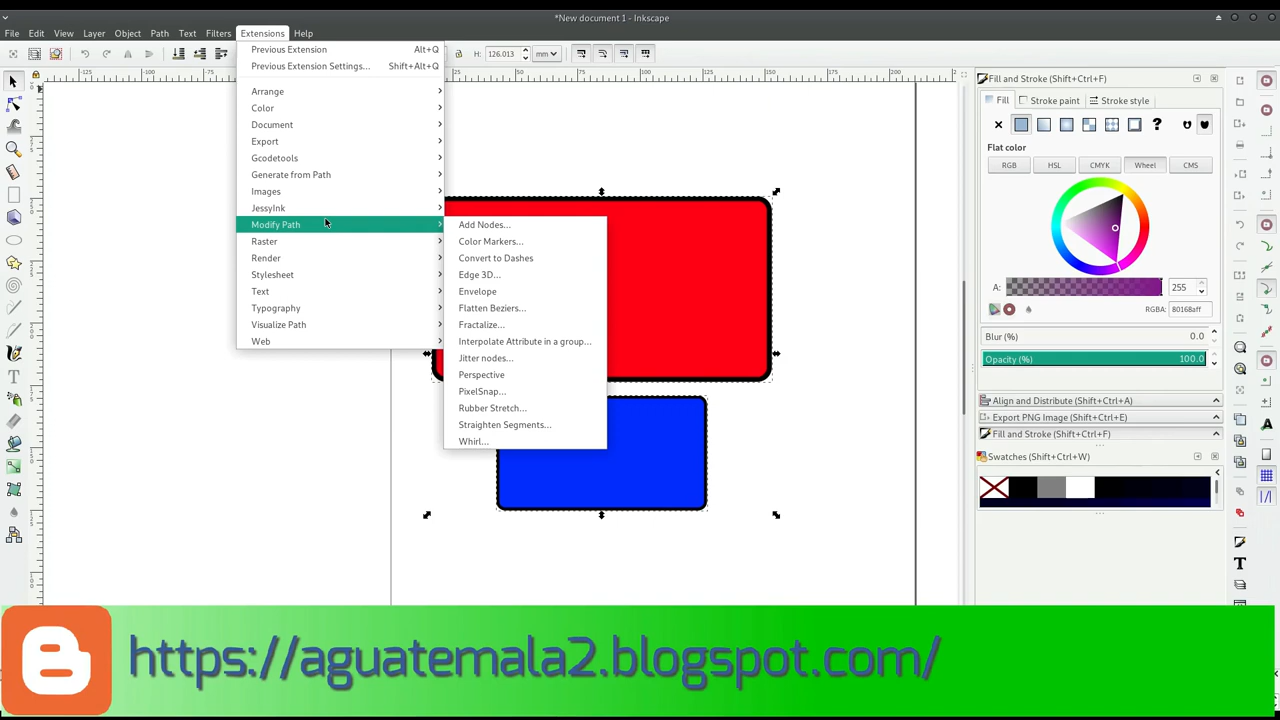 *New document 1 - Inkscape
File Edit View Layer Object Path Text Filters Extensions Help
Previous Extension Alt+Q
Previous Extension Settings... Shift+Alt+Q
Arrange
Color
Document
Export
Gcodetools
Generate from Path
Images
JessyInk
Modify Path
Raster
Render
Stylesheet
Text
Typography
Visualize Path
Web
Add Nodes...
Color Markers...
Convert to Dashes
Edge 3D...
Envelope
Flatten Beziers...
Fractalize...
Interpolate Attribute in a group...
Jitter nodes...
Perspective
PixelSnap...
Rubber Stretch...
Straighten Segments...
Whirl...
H: 126.013 mm
Fill and Stroke (Shift+Ctrl+F)
Fill Stroke paint Stroke style
Flat color
RGB HSL CMYK Wheel CMS
A: 255
RGBA: 80168aff
Blur (%) 0.0
Opacity (%) 100.0
Align and Distribute (Shift+Ctrl+A)
Export PNG Image (Shift+Ctrl+E)
Fill and Stroke (Shift+Ctrl+F)
Swatches (Shift+Ctrl+W)
https://aguatemala2.blogspot.com/